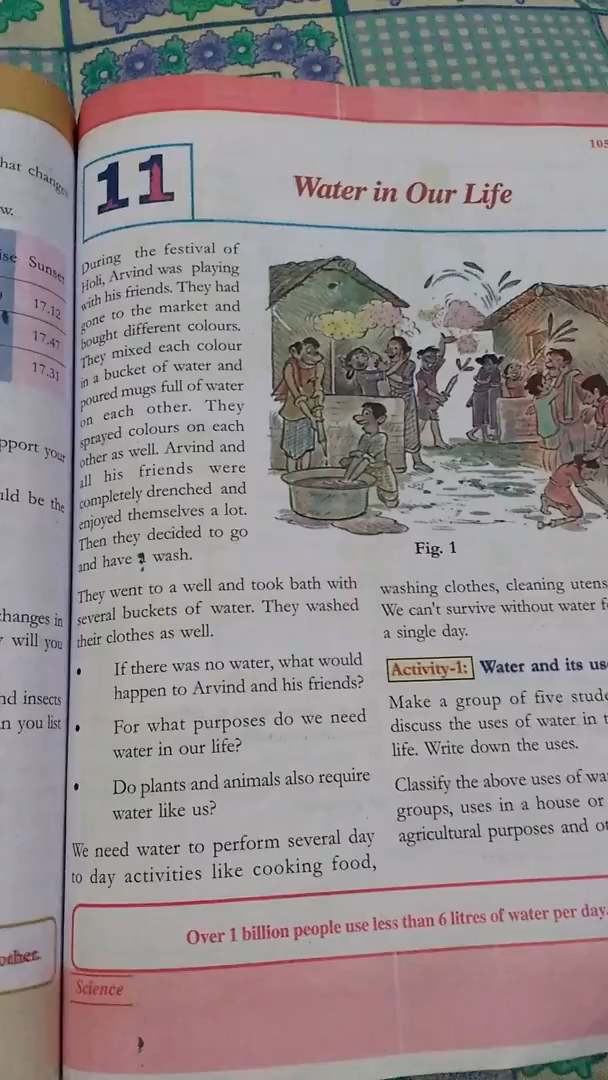 hat changes
w.
ise Sunset
17.12
17.47
17.31
pport your
uld be the
changes in
will you
nd insects
n you list
other.
105
11
Water in Our Life
During the festival of
Holi, Arvind was playing
with his friends. They had
gone to the market and
bought different colours.
They mixed each colour
in a bucket of water and
poured mugs full of water
on each other. They
sprayed colours on each
other as well. Arvind and
all his friends were
completely drenched and
enjoyed themselves a lot.
Then they decided to go
and have a wash.
Fig. 1
They went to a well and took bath with
several buckets of water. They washed
their clothes as well.
• If there was no water, what would
happen to Arvind and his friends?
• For what purposes do we need
water in our life?
• Do plants and animals also require
water like us?
We need water to perform several day
to day activities like cooking food,
washing clothes, cleaning utens
We can't survive without water f
a single day.
Activity-1: Water and its us
Make a group of five stude
discuss the uses of water in
life. Write down the uses.
Classify the above uses of wa
groups, uses in a house or
agricultural purposes and
Over 1 billion people use less than 6 litres of water per day.
Science